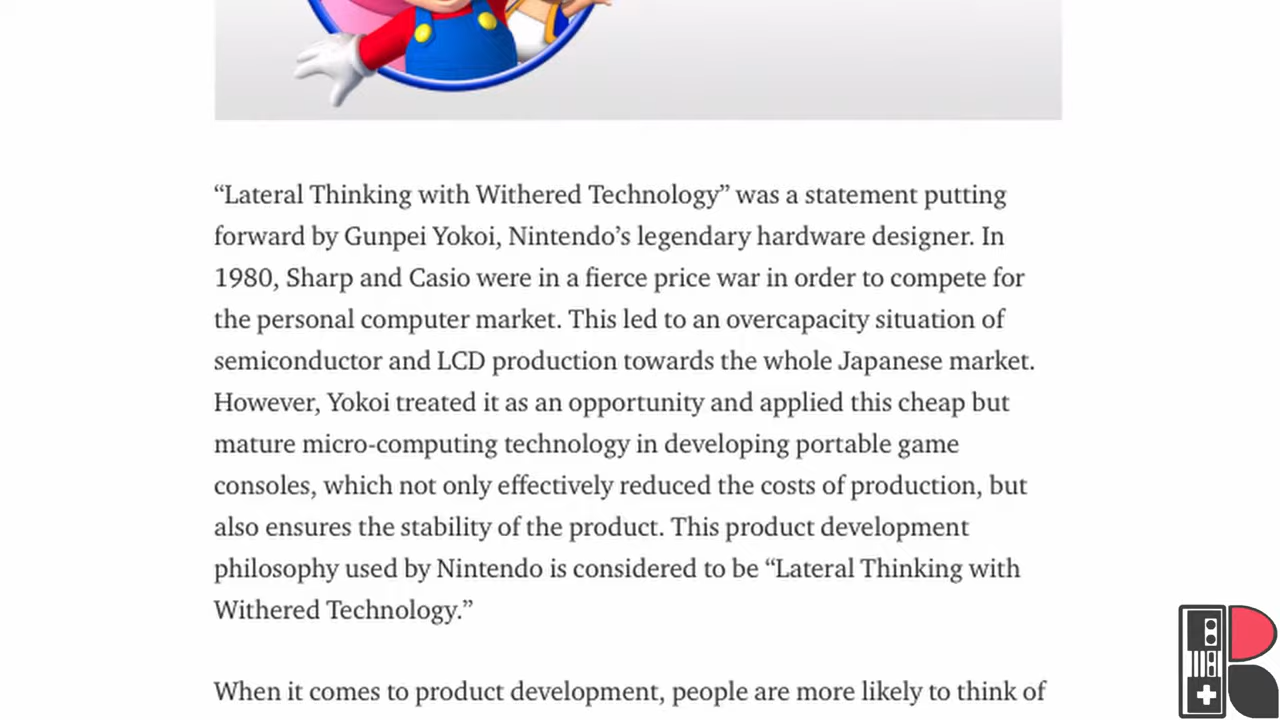 “Lateral Thinking with Withered Technology” was a statement putting
forward by Gunpei Yokoi, Nintendo’s legendary hardware designer. In
1980, Sharp and Casio were in a fierce price war in order to compete for
the personal computer market. This led to an overcapacity situation of
semiconductor and LCD production towards the whole Japanese market.
However, Yokoi treated it as an opportunity and applied this cheap but
mature micro-computing technology in developing portable game
consoles, which not only effectively reduced the costs of production, but
also ensures the stability of the product. This product development
philosophy used by Nintendo is considered to be “Lateral Thinking with
Withered Technology.”
When it comes to product development, people are more likely to think of